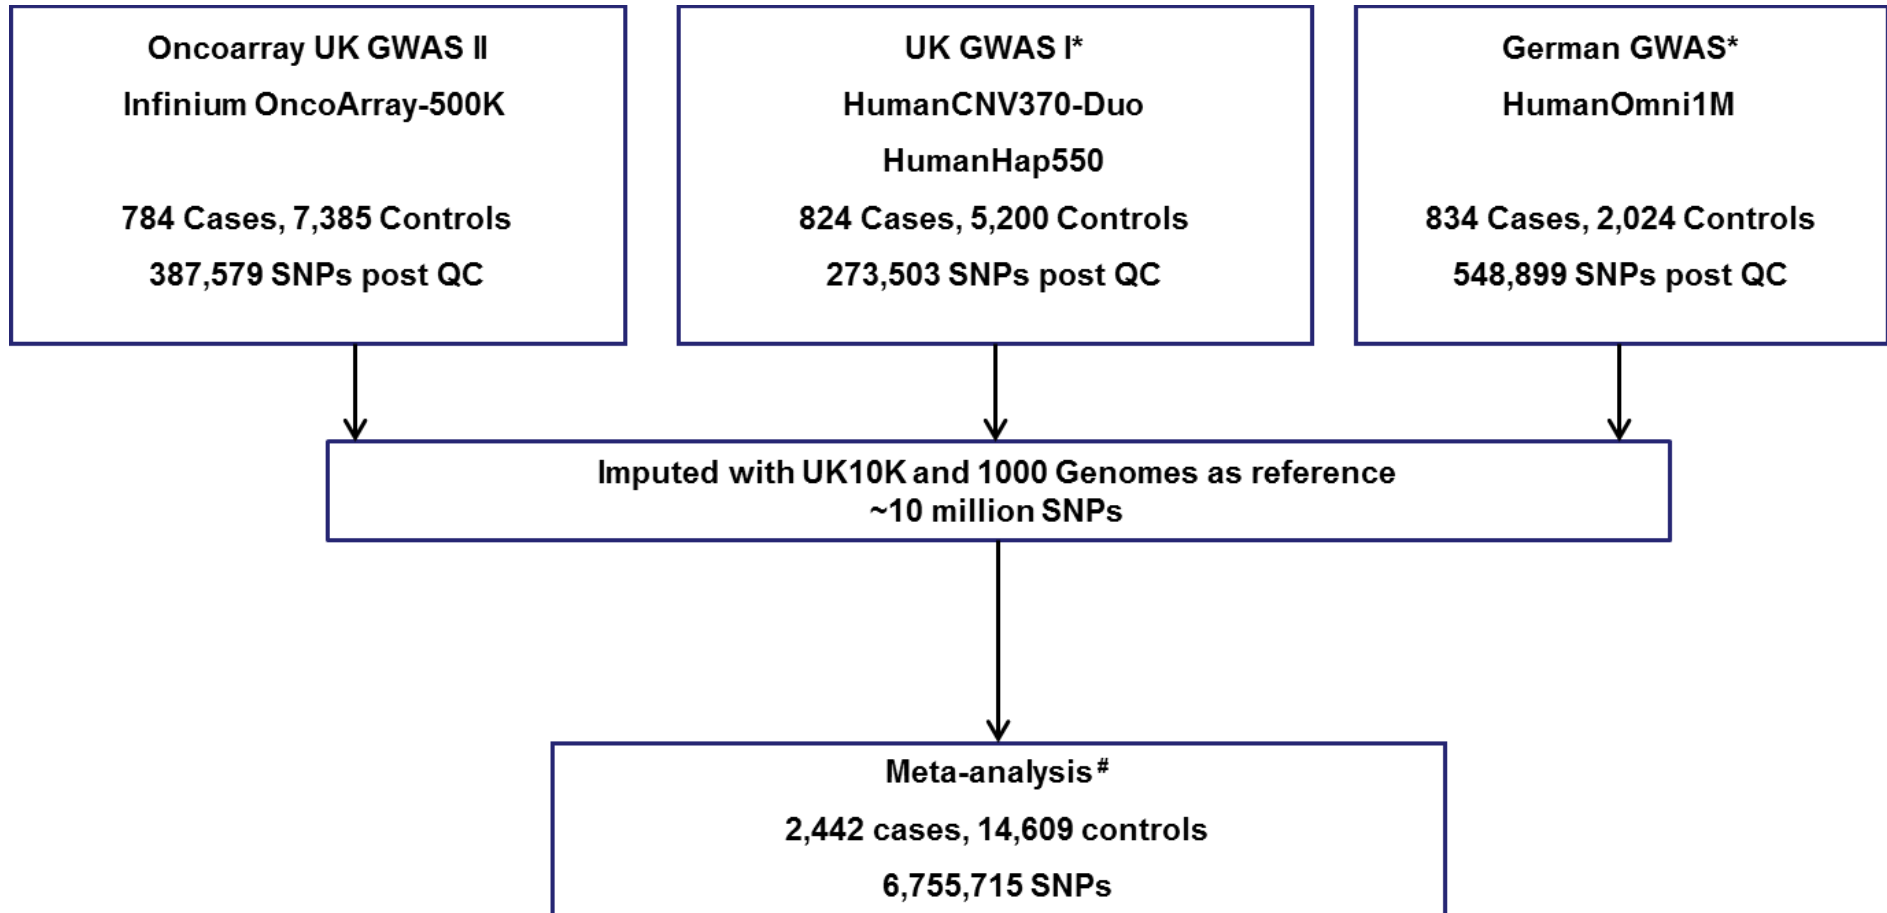 Oncoarray UK GWAS II
Infinium OncoArray-500K
784 Cases, 7,385 Controls
387,579 SNPs post QC
UK GWAS I*
HumanCNV370-Duo
HumanHap550
824 Cases, 5,200 Controls
273,503 SNPs post QC
German GWAS*
HumanOmni1M
834 Cases, 2,024 Controls
548,899 SNPs post QC
Imputed with UK10K and 1000 Genomes as reference
~10 million SNPs
Meta-analysis#
2,442 cases, 14,609 controls
6,755,715 SNPs